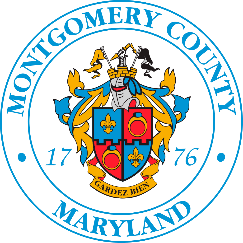 MONTGOMERY COUNTY
17 76
GARDEZ BIEN
MARYLAND